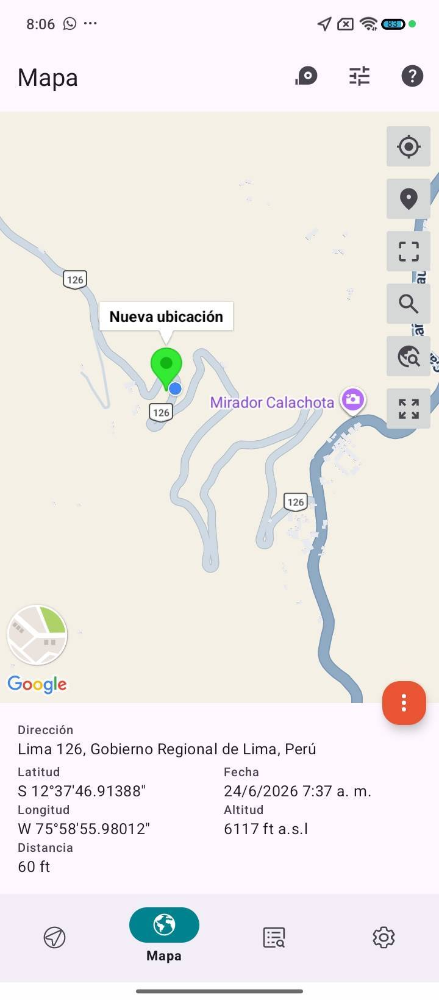 8:06
83
Mapa
126
Nueva ubicación
126
Mirador Calachota
126
Google
Dirección
Lima 126, Gobierno Regional de Lima, Perú
Latitud
S 12°37'46.91388"
Fecha
24/6/2026 7:37 a. m.
Longitud
W 75°58'55.98012"
Altitud
6117 ft a.s.l
Distancia
60 ft
Mapa